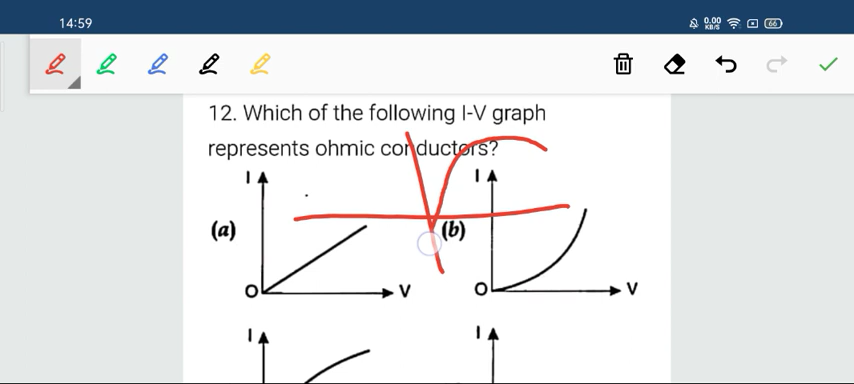 14:59
0.00
KB/S
66
12. Which of the following I-V graph
represents ohmic conductors?
I
I
(a)
(b)
O
V
O
V
I
I